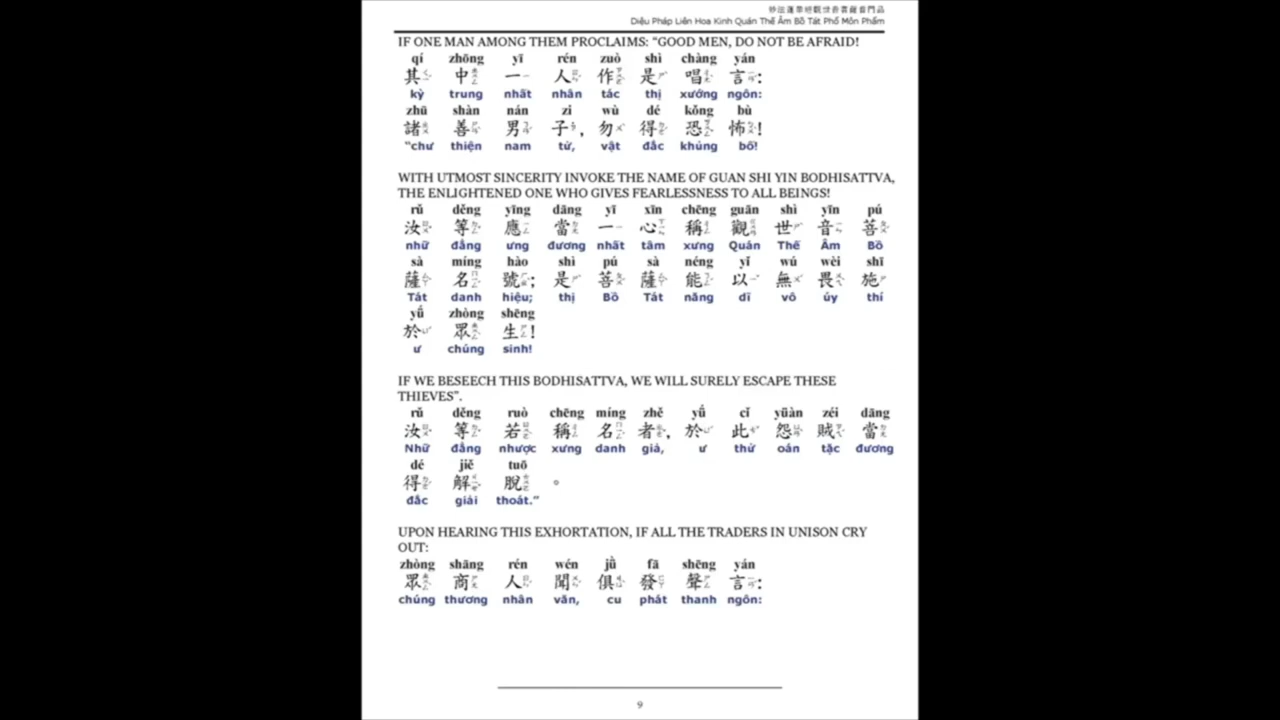 妙法蓮華經觀世音菩薩普門品
Diệu Pháp Liên Hoa Kinh Quán Thế Âm Bồ Tát Phổ Môn Phẩm
IF ONE MAN AMONG THEM PROCLAIMS: “GOOD MEN, DO NOT BE AFRAID!
qí zhōng yī rén zuò shì chàng yán
其中一人作是唱言：
kỳ trung nhất nhân tác thị xướng ngôn:
zhū shàn nán zi wù dé kǒng bù
諸善男子，勿得恐怖！
“chư thiện nam tử, vật đắc khủng bố!
WITH UTMOST SINCERITY INVOKE THE NAME OF GUAN SHI YIN BODHISATTVA,
THE ENLIGHTENED ONE WHO GIVES FEARLESSNESS TO ALL BEINGS!
rǔ děng yīng dāng yī xīn chēng guān shì yīn pú
汝等應當一心稱觀世音菩
nhữ đẳng ưng đương nhất tâm xưng Quán Thế Âm Bồ
sà míng hào shì pú sà néng yǐ wú wèi shī
薩名號；是菩薩能以無畏施
Tát danh hiệu; thị Bồ Tát năng dĩ vô úy thí
yǘ zhòng shēng
於眾生！
ư chúng sinh!
IF WE BESEECH THIS BODHISATTVA, WE WILL SURELY ESCAPE THESE
THIEVES”.
rǔ děng ruò chēng míng zhě yǘ cǐ yüàn zéi dāng
汝等若稱名者，於此怨賊當
Nhữ đẳng nhược xưng danh giả, ư thử oán tặc đương
dé jiě tuō
得解脫。
đắc giải thoát.”
UPON HEARING THIS EXHORTATION, IF ALL THE TRADERS IN UNISON CRY
OUT:
zhòng shāng rén wén jǜ fā shēng yán
眾商人聞俱發聲言：
chúng thương nhân văn, cu phát thanh ngôn:
9